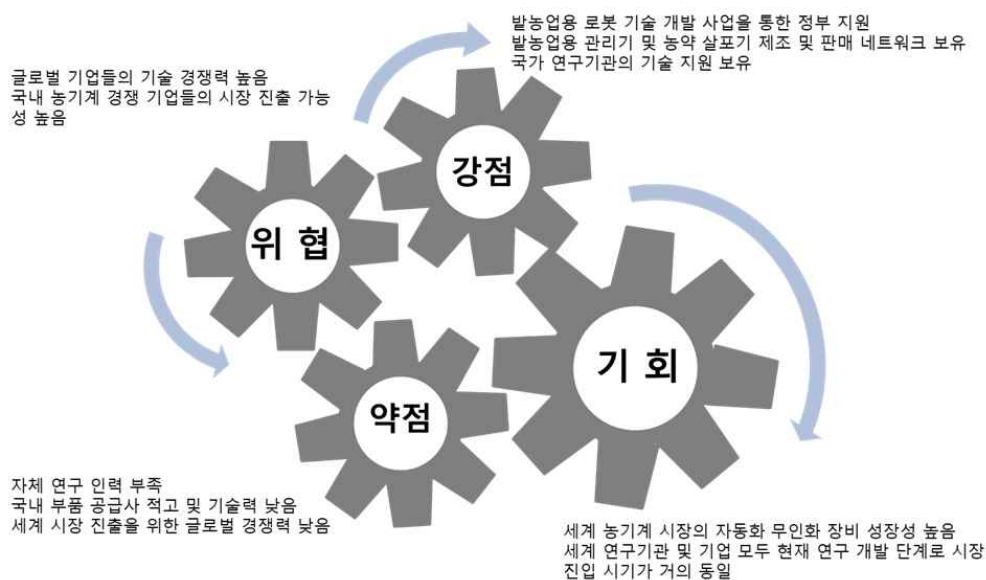 발농업용 로봇 기술 개발 사업을 통한 정부 지원
발농업용 관리기 및 농약 살포기 제조 및 판매 네트워크 보유
국가 연구기관의 기술 지원 보유
글로벌 기업들의 기술 경쟁력 높음
국내 농기계 경쟁 기업들의 시장 진출 가능
성 높음
강점
위 협
기 회
약점
자체 연구 인력 부족
국내 부품 공급사 적고 및 기술력 낮음
세계 시장 진출을 위한 글로벌 경쟁력 낮음
세계 농기계 시장의 자동화 무인화 장비 성장성 높음
세계 연구기관 및 기업 모두 현재 연구 개발 단계로 시장
진입 시기가 거의 동일